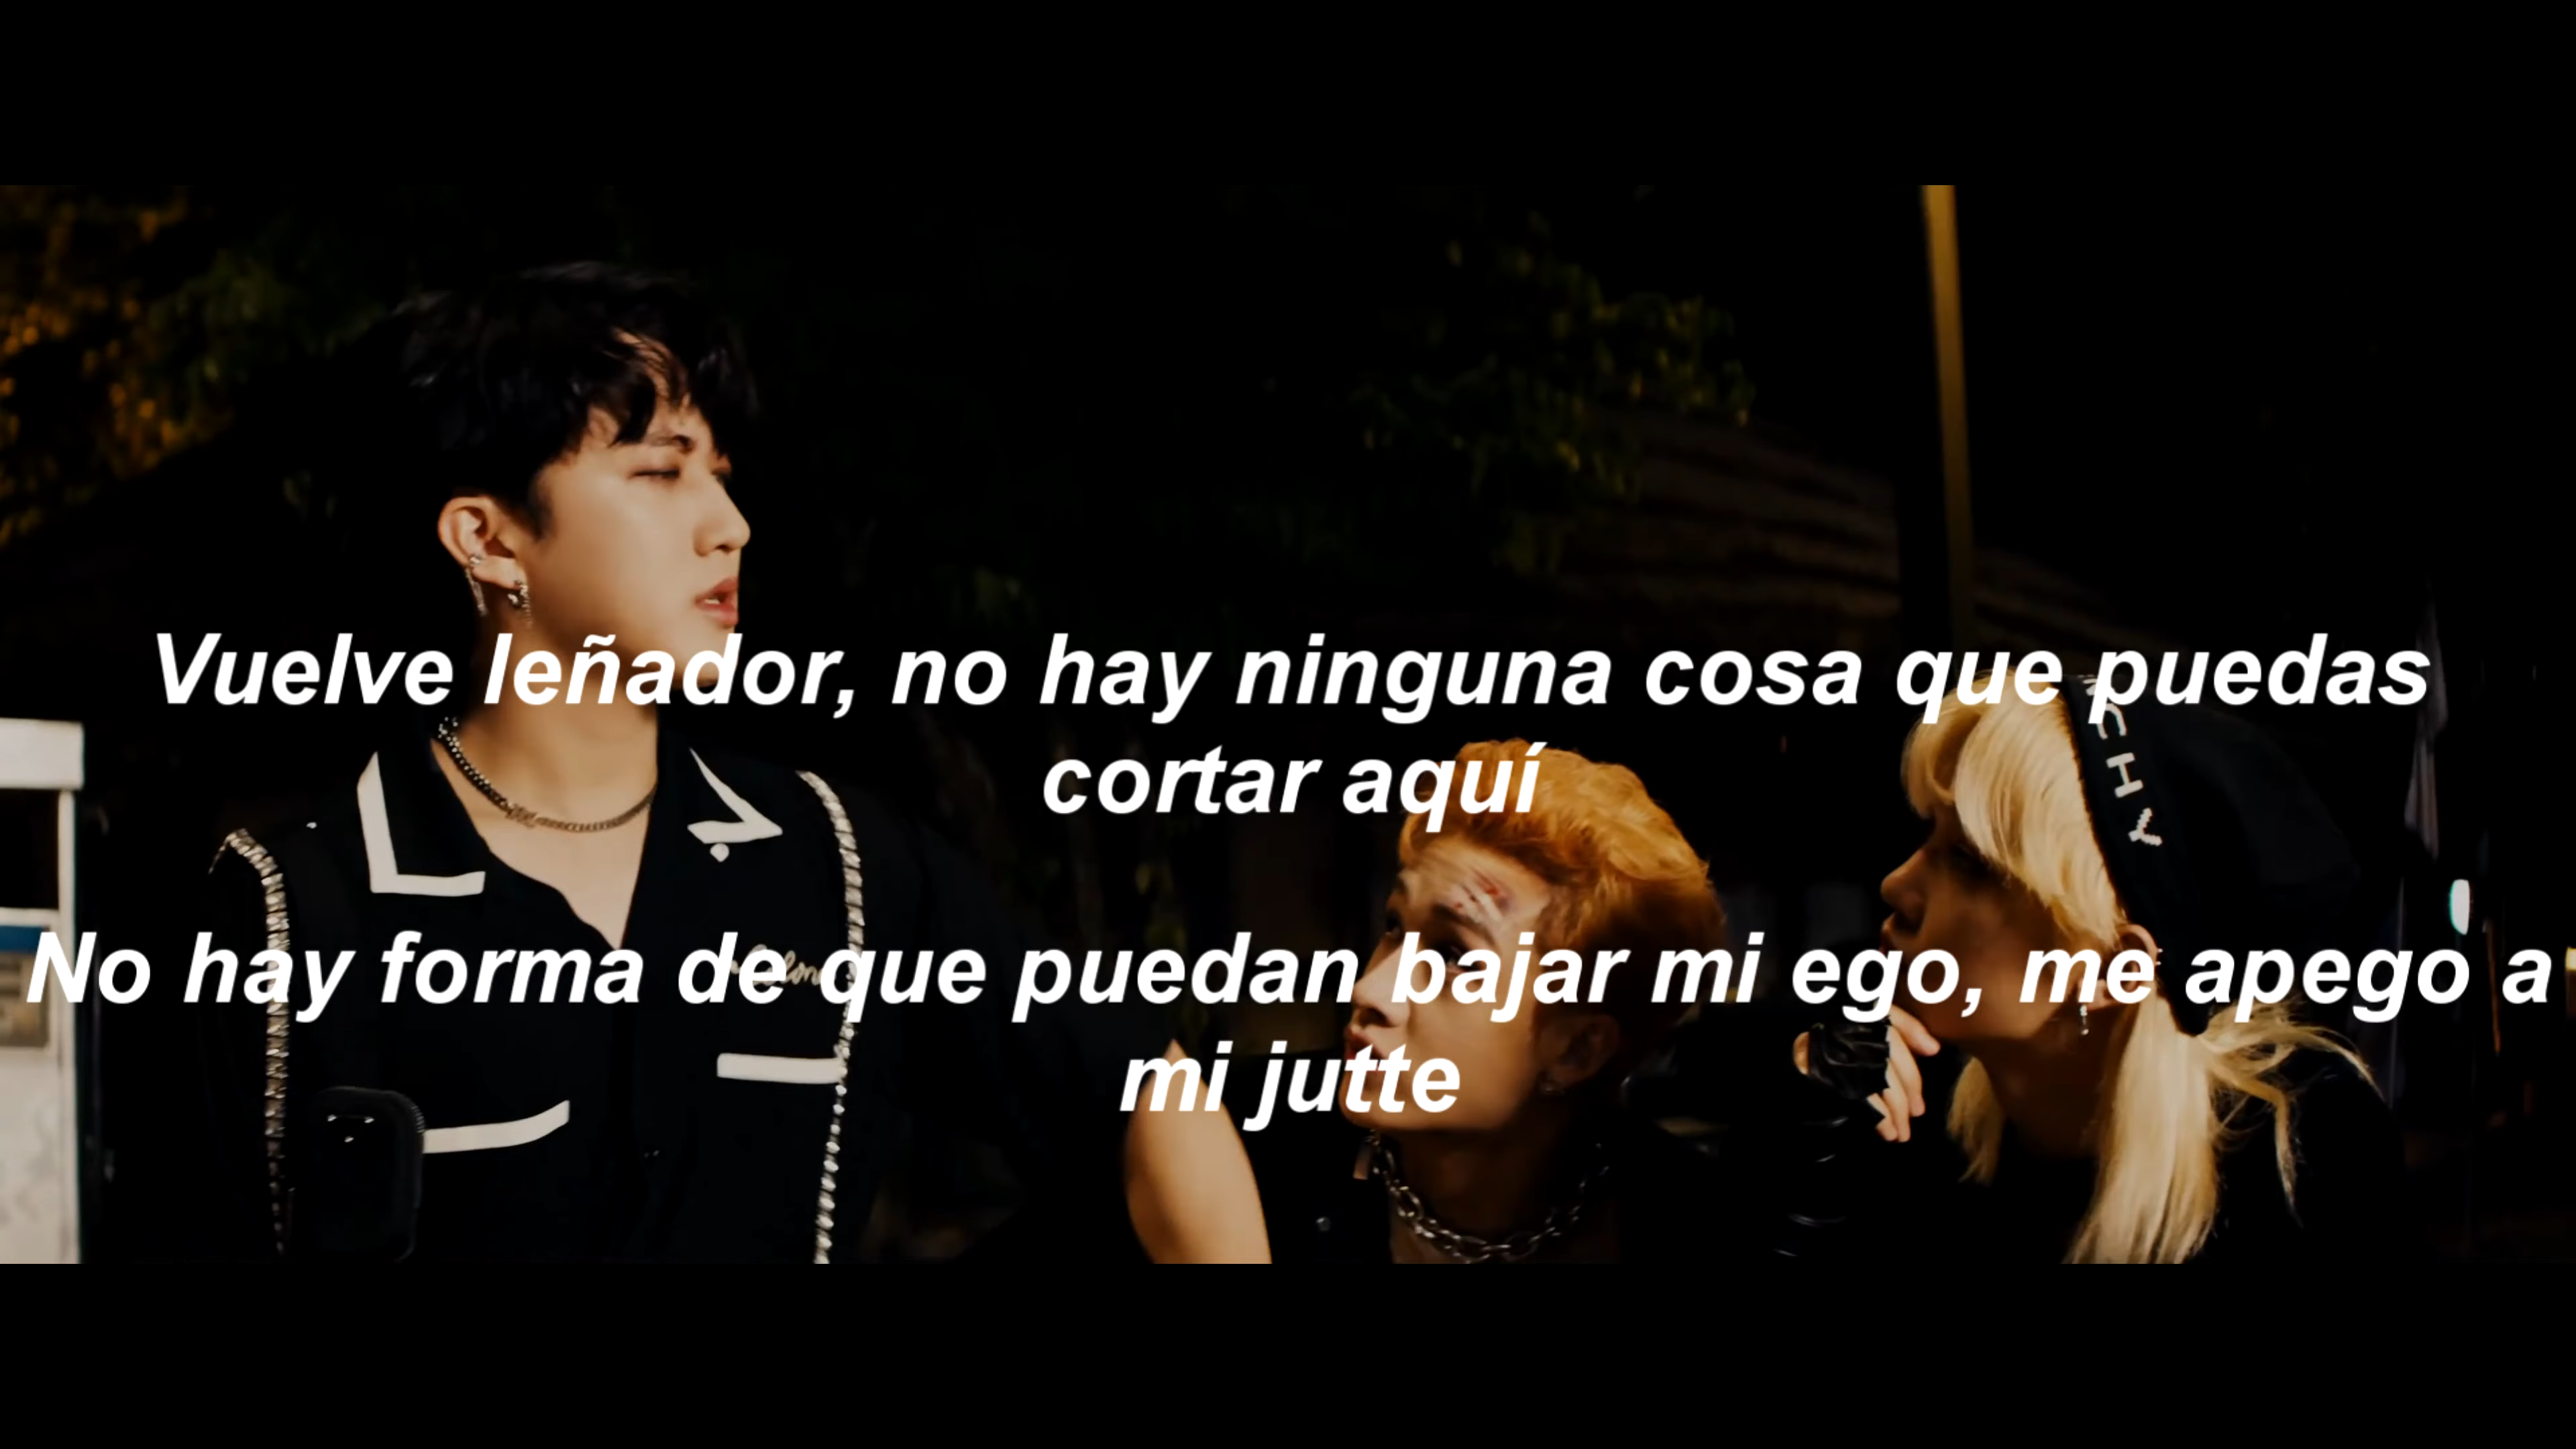 Vuelve leñador, no hay ninguna cosa que puedas
cortar aquí
No hay forma de que puedan bajar mi ego, me apego a
mi jutte
CHY